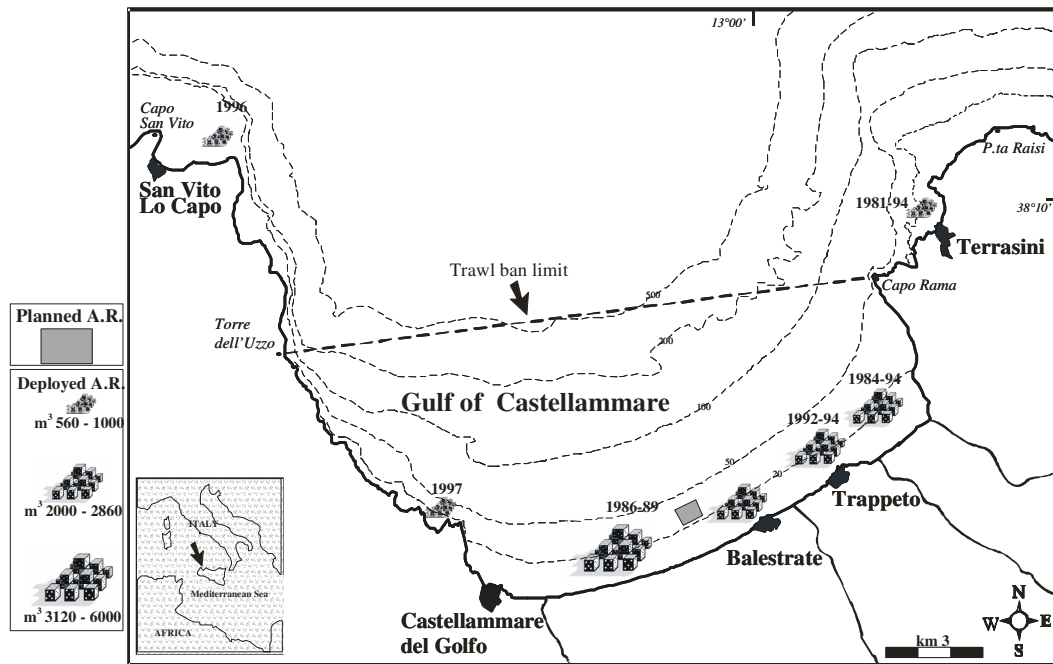 13°00'
1996
Capo
San Vito
San Vito
Lo Capo
P.ta Raisi
1981-94
38°10'
Terrasini
Trawl ban limit
500
Capo Rama
Planned A.R.
Torre
dell'Uzzo
200
Deployed A.R.
m³ 560 - 1000
Gulf of Castellammare
100
1984-94
1992-94
50
20
m³ 2000 - 2860
1997
1986-89
Trappeto
Balestrate
ITALY
Mediterranean Sea
AFRICA
m³ 3120 - 6000
Castellammare
del Golfo
N
W E
S
km 3